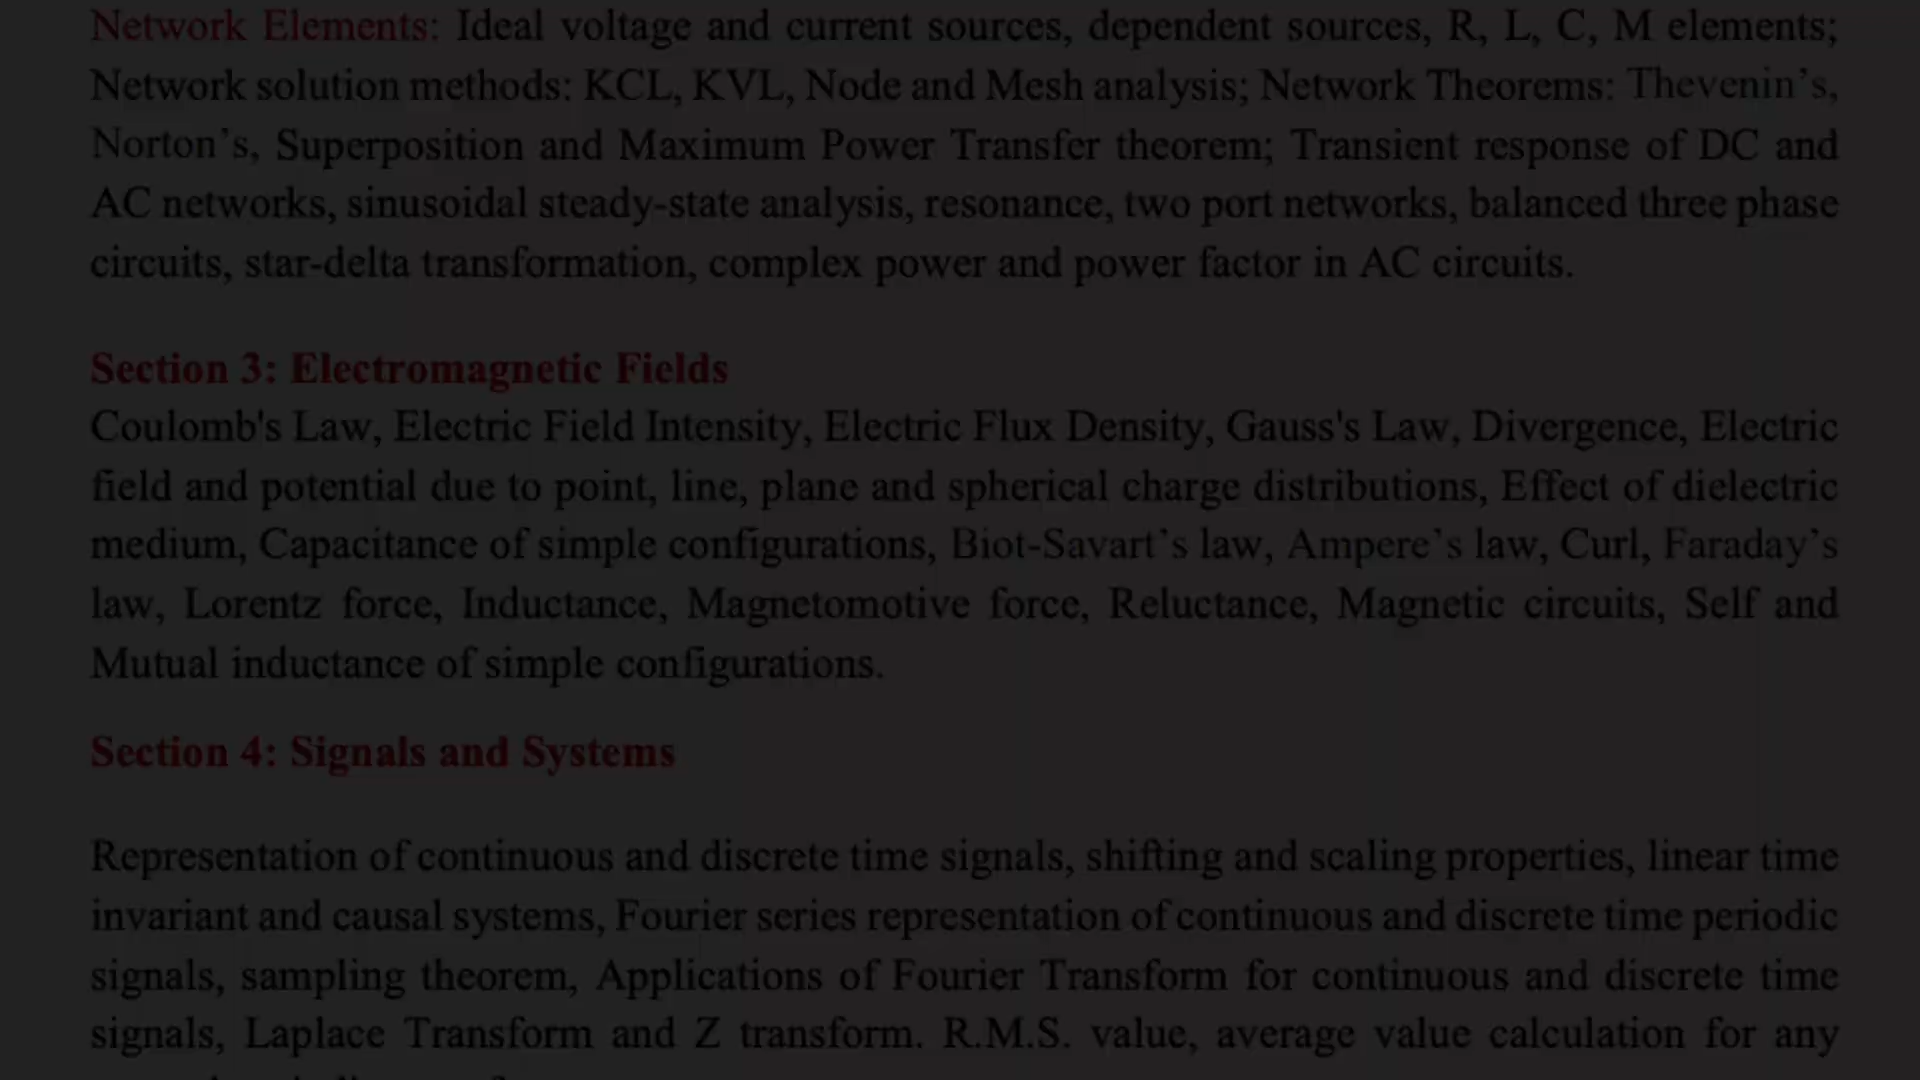 Network Elements: Ideal voltage and current sources, dependent sources, R, L, C, M elements;
Network solution methods: KCL, KVL, Node and Mesh analysis; Network Theorems: Thevenin’s,
Norton’s, Superposition and Maximum Power Transfer theorem; Transient response of DC and
AC networks, sinusoidal steady-state analysis, resonance, two port networks, balanced three phase
circuits, star-delta transformation, complex power and power factor in AC circuits.
Section 3: Electromagnetic Fields
Coulomb's Law, Electric Field Intensity, Electric Flux Density, Gauss's Law, Divergence, Electric
field and potential due to point, line, plane and spherical charge distributions, Effect of dielectric
medium, Capacitance of simple configurations, Biot-Savart’s law, Ampere’s law, Curl, Faraday’s
law, Lorentz force, Inductance, Magnetomotive force, Reluctance, Magnetic circuits, Self and
Mutual inductance of simple configurations.
Section 4: Signals and Systems
Representation of continuous and discrete time signals, shifting and scaling properties, linear time
invariant and causal systems, Fourier series representation of continuous and discrete time periodic
signals, sampling theorem, Applications of Fourier Transform for continuous and discrete time
signals, Laplace Transform and Z transform. R.M.S. value, average value calculation for any